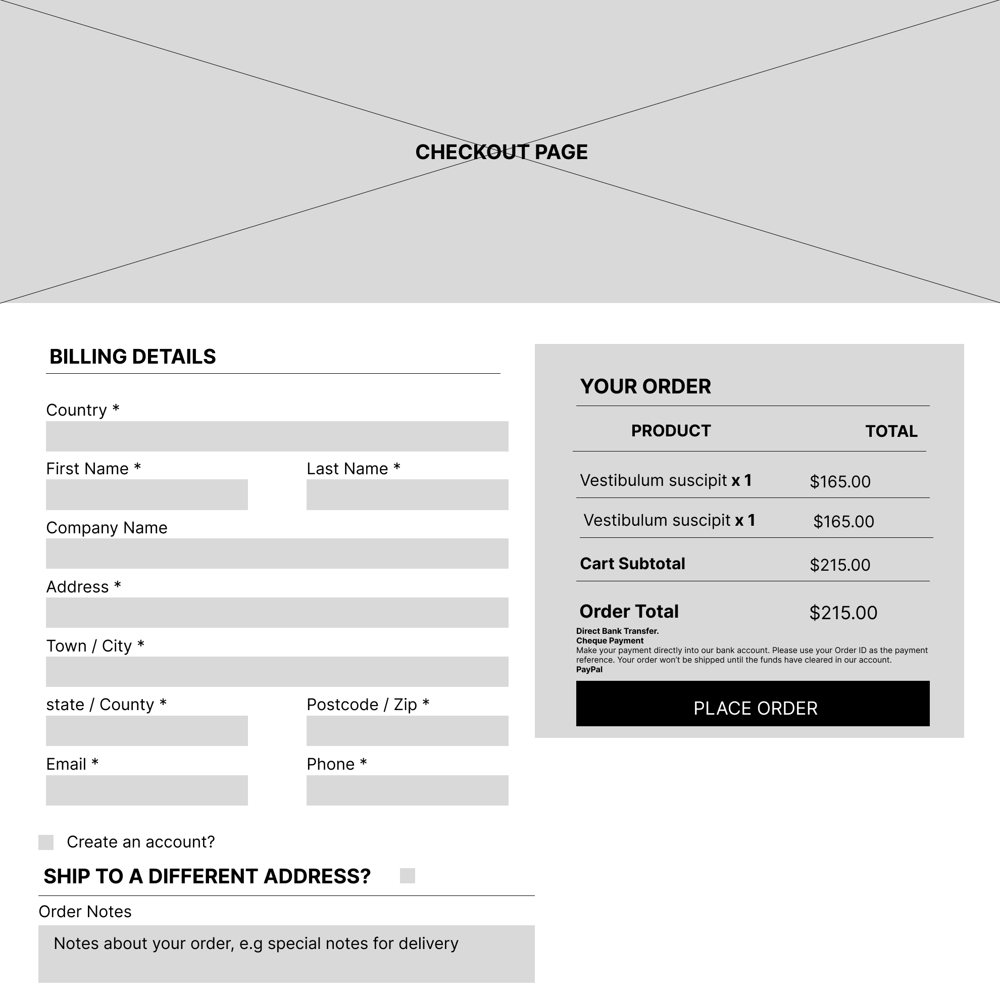 CHECKOUT PAGE
BILLING DETAILS
Country *
First Name *
Last Name *
Company Name
Address *
Town / City *
state / County *
Postcode / Zip *
Email *
Phone *
Create an account?
SHIP TO A DIFFERENT ADDRESS?
Order Notes
Notes about your order, e.g special notes for delivery
YOUR ORDER
PRODUCT TOTAL
Vestibulum suscipit x 1 $165.00
Vestibulum suscipit x 1 $165.00
Cart Subtotal $215.00
Order Total $215.00
Direct Bank Transfer.
Cheque Payment
Make your payment directly into our bank account. Please use your Order ID as the payment
reference. Your order won’t be shipped until the funds have cleared in our account.
PayPal
PLACE ORDER